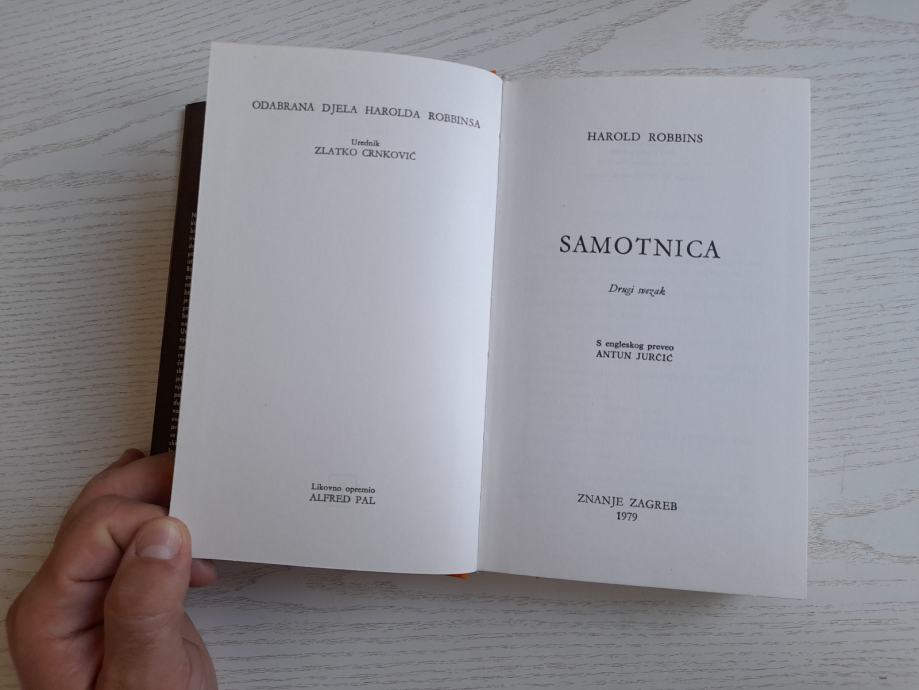 ODABRANA DJELA HAROLDA ROBBINSA
Urednik
ZLATKO CRNKOVIĆ
Likovno opremio
ALFRED PAL
HAROLD ROBBINS
SAMOTNICA
Drugi svezak
S engleskog preveo
ANTUN JURČIĆ
ZNANJE ZAGREB
1979